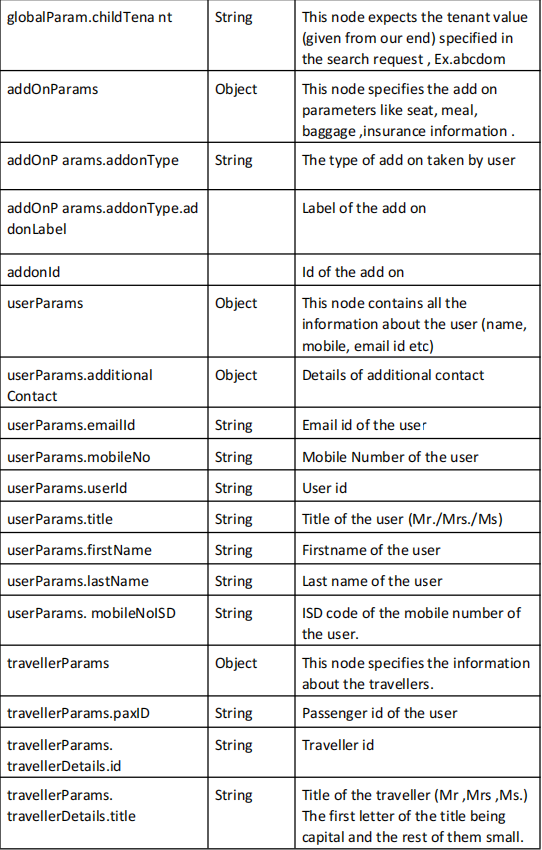 globalParam.childTena nt String This node expects the tenant value
(given from our end) specified in
the search request , Ex.abcdom
addOnParams Object This node specifies the add on
parameters like seat, meal,
baggage ,insurance information .
addOnP arams.addonType String The type of add on taken by user
addOnP arams.addonType.ad Label of the add on
donLabel
addonId Id of the add on
userParams Object This node contains all the
information about the user (name,
mobile, email id etc)
userParams.additional Object Details of additional contact
Contact
userParams.emailId String Email id of the user
userParams.mobileNo String Mobile Number of the user
userParams.userId String User id
userParams.title String Title of the user (Mr./Mrs./Ms)
userParams.firstName String Firstname of the user
userParams.lastName String Last name of the user
userParams. mobileNoISD String ISD code of the mobile number of
the user.
travellerParams Object This node specifies the information
about the travellers.
travellerParams.paxID String Passenger id of the user
travellerParams. String Traveller id
travellerDetails.id
travellerParams. String Title of the traveller (Mr ,Mrs ,Ms.)
travellerDetails.title The first letter of the title being
capital and the rest of them small.